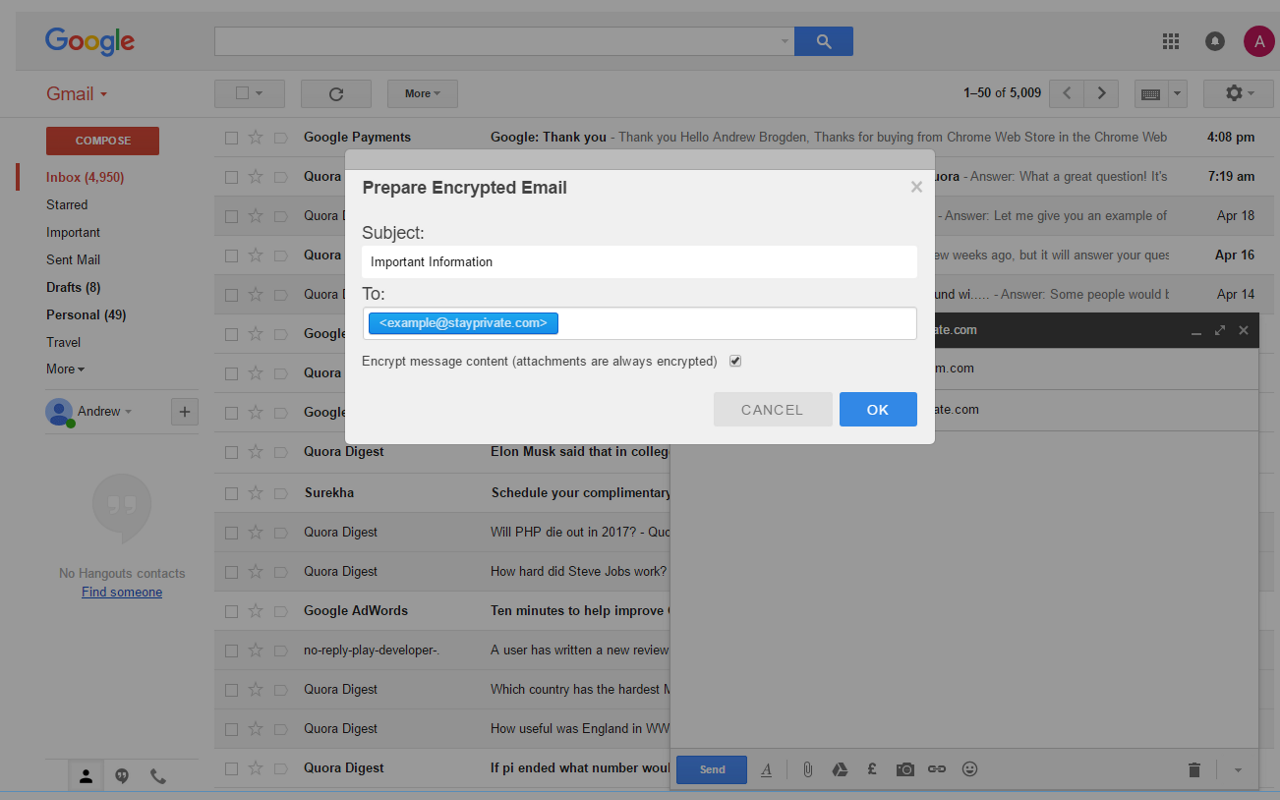 Google
A
Gmail
More
1–50 of 5,009
COMPOSE
Inbox (4,950)
Starred
Important
Sent Mail
Drafts (8)
Personal (49)
Travel
More
Andrew
No Hangouts contacts
Find someone
Google Payments Google: Thank you - Thank you Hello Andrew Brogden, Thanks for buying from Chrome Web Store in the Chrome Web 4:08 pm
Quora - Answer: What a great question! It's 7:19 am
Quora - Answer: Let me give you an example of Apr 18
Quora weeks ago, but it will answer your ques Apr 16
Quora wi..... - Answer: Some people would b Apr 14
Google
Quora
Google
Quora Digest Elon Musk said that in colleg
Surekha Schedule your complimentary
Quora Digest Will PHP die out in 2017? - Quo
Quora Digest How hard did Steve Jobs work?
Google AdWords Ten minutes to help improve
no-reply-play-developer-. A user has written a new review
Quora Digest Which country has the hardest M
Quora Digest How useful was England in WW
Quora Digest If pi ended what number woul
Prepare Encrypted Email
Subject:
Important Information
To:
<example@stayprivate.com>
Encrypt message content (attachments are always encrypted)
CANCEL
OK
ate.com
m.com
ate.com
Send A £